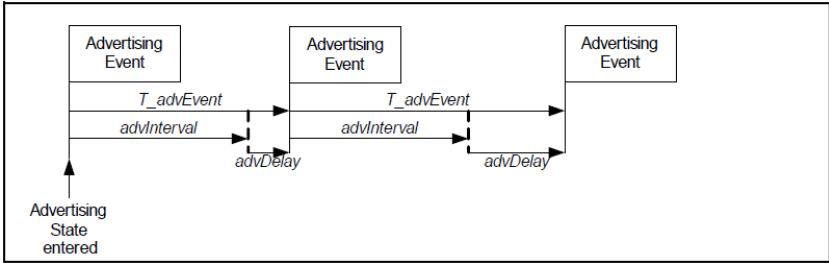 Advertising
Event
Advertising
Event
Advertising
Event
T_advEvent
T_advEvent
advInterval
advInterval
advDelay
advDelay
Advertising
State
entered